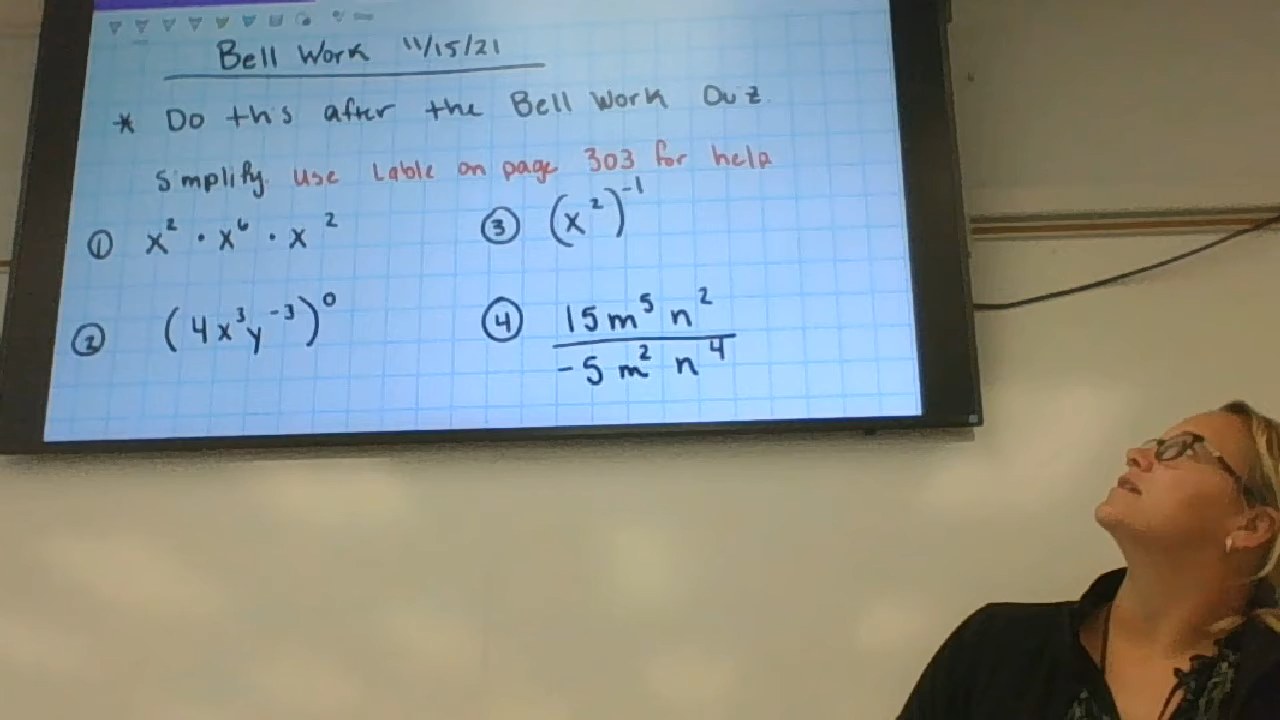 Bell Work 11/15/21
* Do this after the Bell Work Quiz.
Simplify. Use Lable on page 303 for help
① x² · x⁶ · x²
③ (x²)⁻¹
② (4x³y⁻³)⁰
④ 15m⁵n² / -5m²n⁴